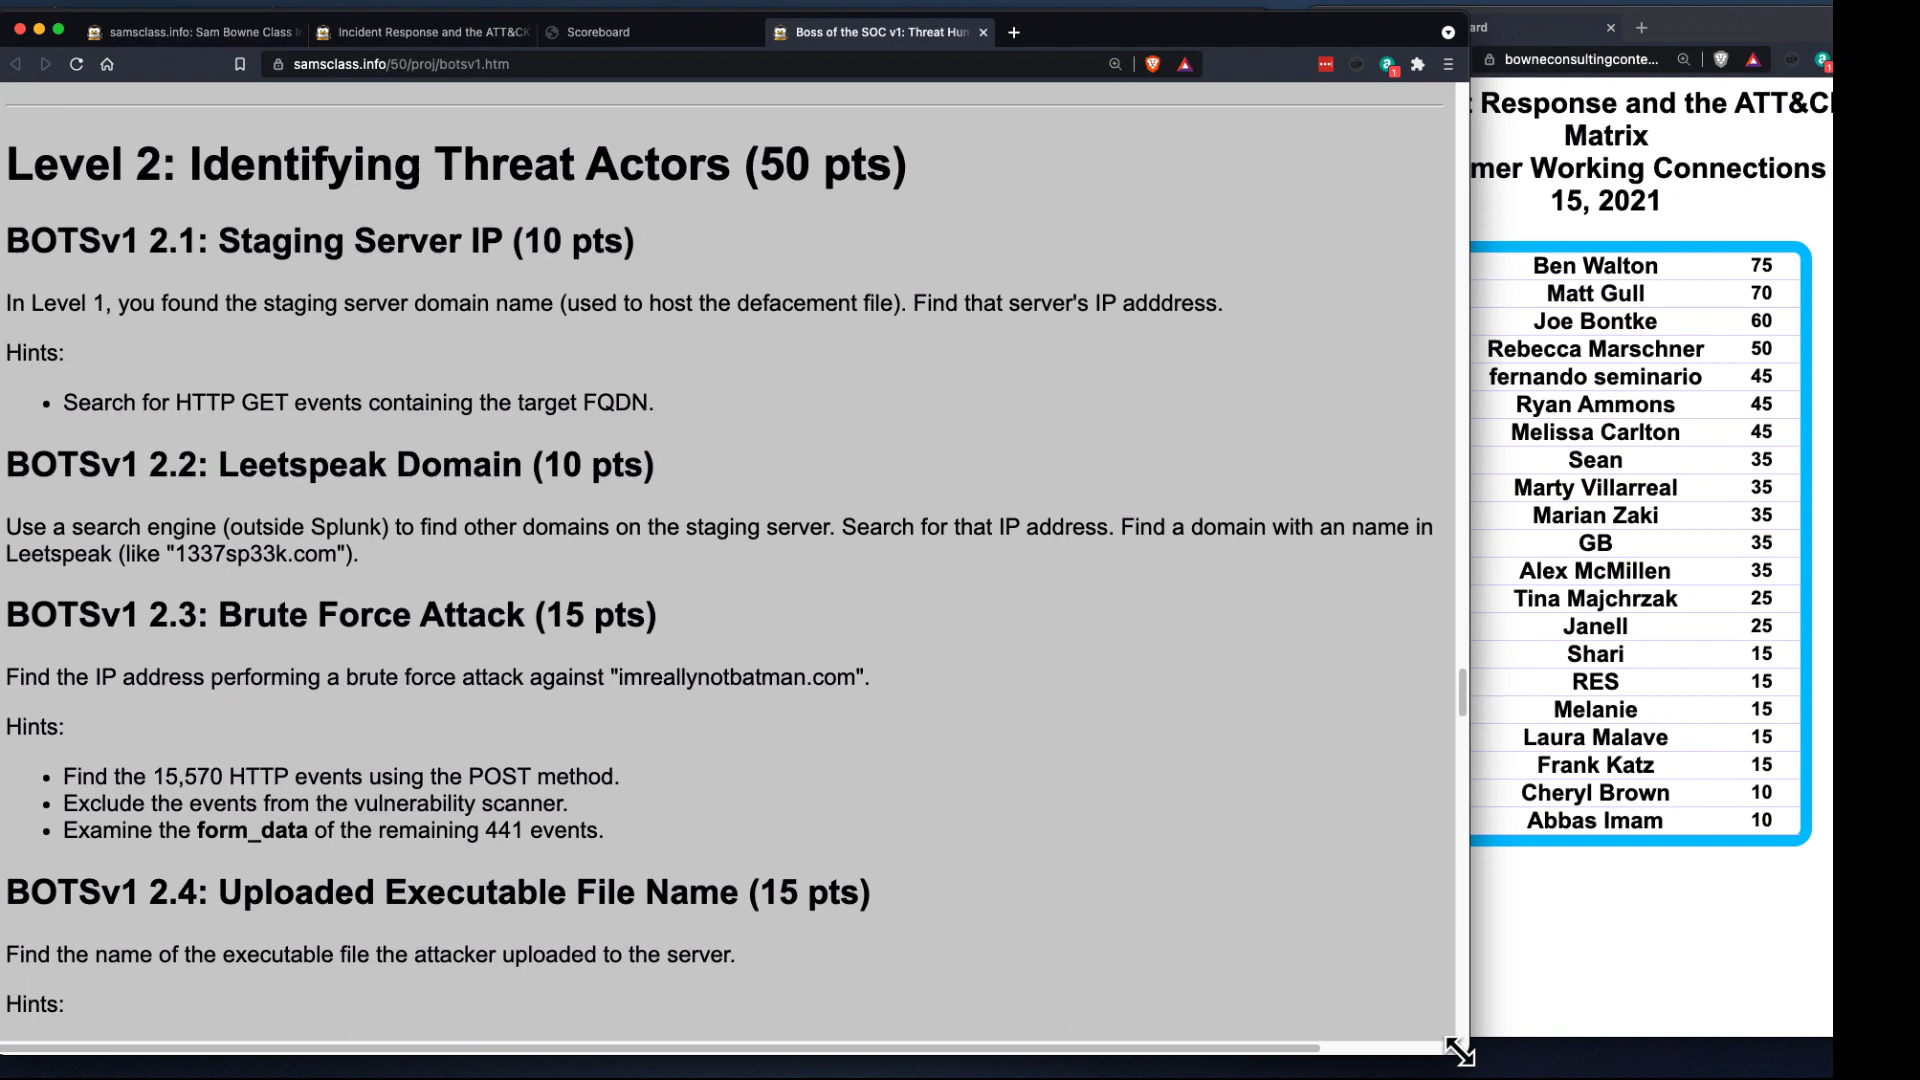 samsclass.info: Sam Bowne Class I
Incident Response and the ATT&CK
Scoreboard
Boss of the SOC v1: Threat Hun
samsclass.info/50/proj/botsv1.htm
1
Level 2: Identifying Threat Actors (50 pts)
BOTSv1 2.1: Staging Server IP (10 pts)
In Level 1, you found the staging server domain name (used to host the defacement file). Find that server's IP adddress.
Hints:
• Search for HTTP GET events containing the target FQDN.
BOTSv1 2.2: Leetspeak Domain (10 pts)
Use a search engine (outside Splunk) to find other domains on the staging server. Search for that IP address. Find a domain with an name in
Leetspeak (like "1337sp33k.com").
BOTSv1 2.3: Brute Force Attack (15 pts)
Find the IP address performing a brute force attack against "imreallynotbatman.com".
Hints:
• Find the 15,570 HTTP events using the POST method.
• Exclude the events from the vulnerability scanner.
• Examine the form_data of the remaining 441 events.
BOTSv1 2.4: Uploaded Executable File Name (15 pts)
Find the name of the executable file the attacker uploaded to the server.
Hints:
ard
bowneconsultingconte...
1
Response and the ATT&C
Matrix
mer Working Connections
15, 2021
Ben Walton 75
Matt Gull 70
Joe Bontke 60
Rebecca Marschner 50
fernando seminario 45
Ryan Ammons 45
Melissa Carlton 45
Sean 35
Marty Villarreal 35
Marian Zaki 35
GB 35
Alex McMillen 35
Tina Majchrzak 25
Janell 25
Shari 15
RES 15
Melanie 15
Laura Malave 15
Frank Katz 15
Cheryl Brown 10
Abbas Imam 10